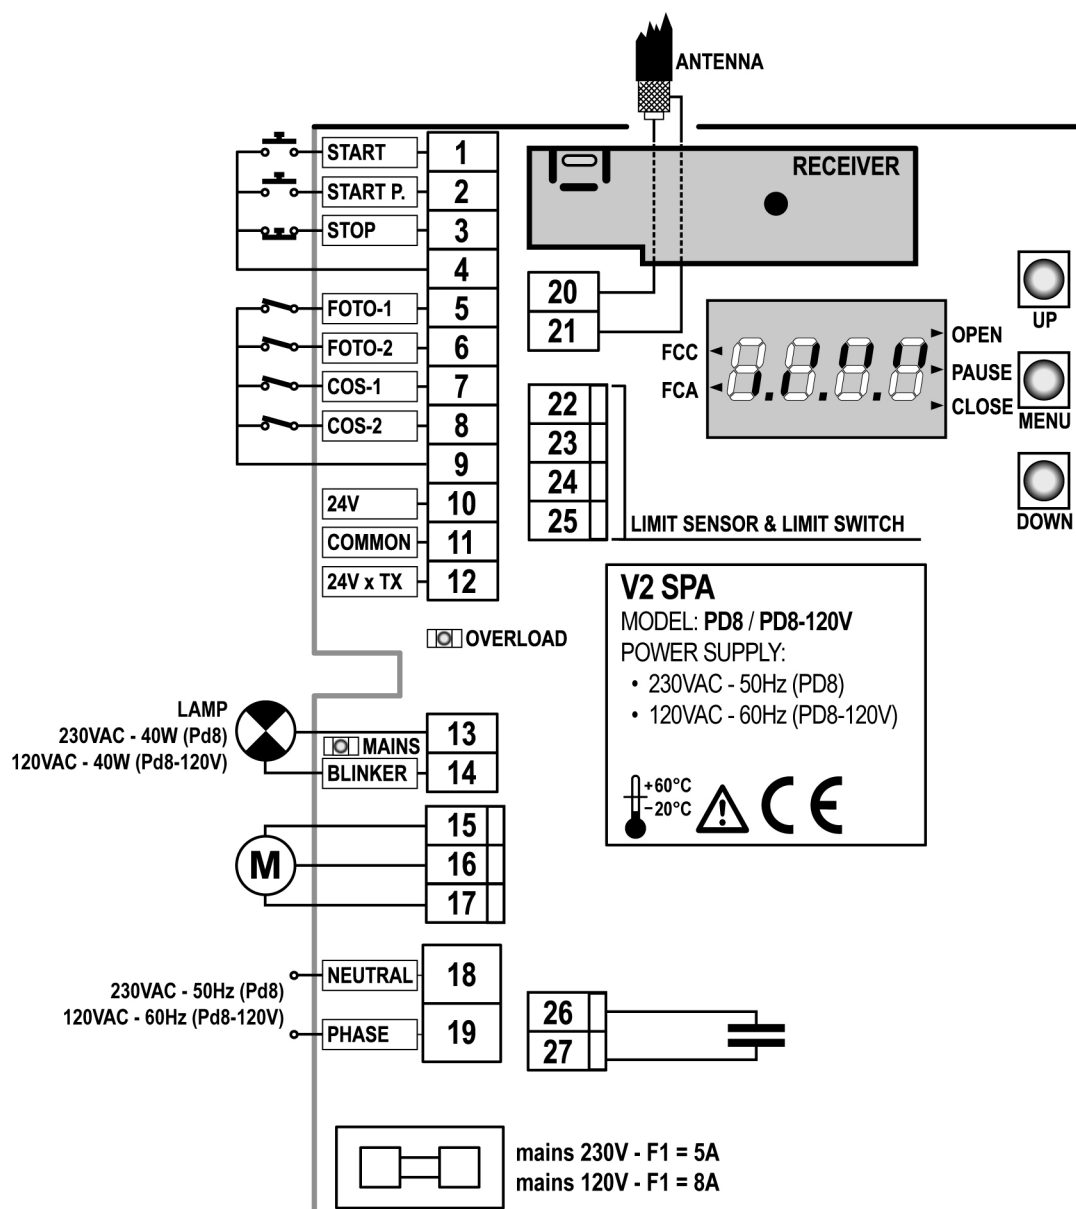 ANTENNA
START 1
START P. 2
STOP 3
4
FOTO-1 5
FOTO-2 6
COS-1 7
COS-2 8
9
24V 10
COMMON 11
24V x TX 12
RECEIVER
20
21
FCC
FCA
OPEN
PAUSE
CLOSE
UP
MENU
DOWN
22
23
24
25
LIMIT SENSOR & LIMIT SWITCH
OVERLOAD
V2 SPA
MODEL: PD8 / PD8-120V
POWER SUPPLY:
• 230VAC - 50Hz (PD8)
• 120VAC - 60Hz (PD8-120V)
+60°C
-20°C
CE
LAMP
230VAC - 40W (Pd8)
120VAC - 40W (Pd8-120V)
13
MAINS
BLINKER 14
15
M 16
17
NEUTRAL 18
230VAC - 50Hz (Pd8)
120VAC - 60Hz (Pd8-120V)
PHASE 19
26
27
mains 230V - F1 = 5A
mains 120V - F1 = 8A